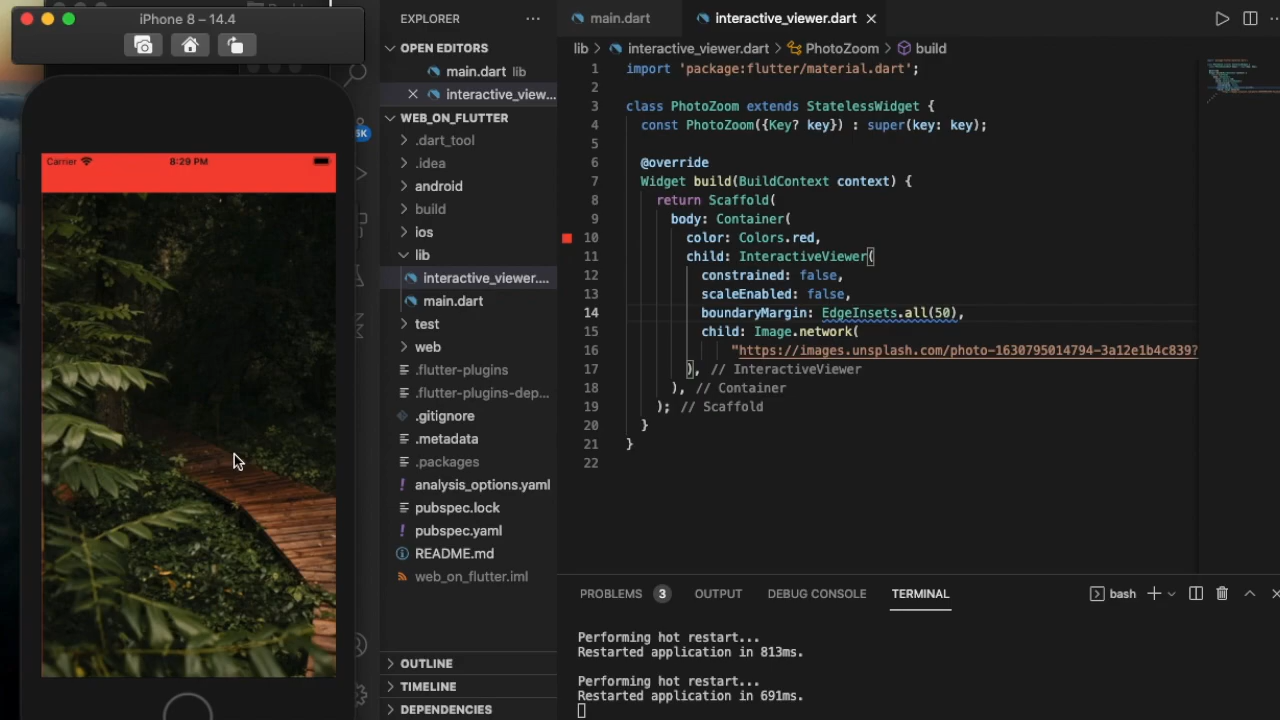 iPhone 8 – 14.4
Carrier
8:29 PM
EXPLORER
OPEN EDITORS
main.dart lib
interactive_view...
WEB_ON_FLUTTER
.dart_tool
.idea
android
build
ios
lib
interactive_viewer....
main.dart
test
web
.flutter-plugins
.flutter-plugins-dep...
.gitignore
.metadata
.packages
analysis_options.yaml
pubspec.lock
pubspec.yaml
README.md
web_on_flutter.iml
OUTLINE
TIMELINE
DEPENDENCIES
5K
main.dart
interactive_viewer.dart
lib > interactive_viewer.dart > PhotoZoom > build
1 import 'package:flutter/material.dart';
2
3 class PhotoZoom extends StatelessWidget {
4 const PhotoZoom({Key? key}) : super(key: key);
5
6 @override
7 Widget build(BuildContext context) {
8 return Scaffold(
9 body: Container(
10 color: Colors.red,
11 child: InteractiveViewer(
12 constrained: false,
13 scaleEnabled: false,
14 boundaryMargin: EdgeInsets.all(50),
15 child: Image.network(
16 "https://images.unsplash.com/photo-1630795014794-3a12e1b4c839?
17 ), // InteractiveViewer
18 ), // Container
19 ); // Scaffold
20 }
21 }
22
PROBLEMS 3 OUTPUT DEBUG CONSOLE TERMINAL
bash
Performing hot restart...
Restarted application in 813ms.
Performing hot restart...
Restarted application in 691ms.